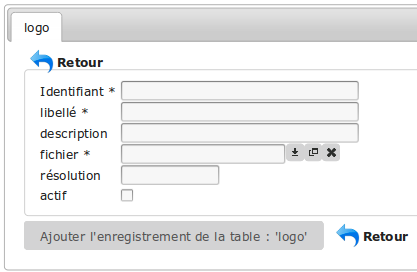 logo
Retour
Identifiant *
libellé *
description
fichier *
résolution
actif
Ajouter l'enregistrement de la table : 'logo' Retour